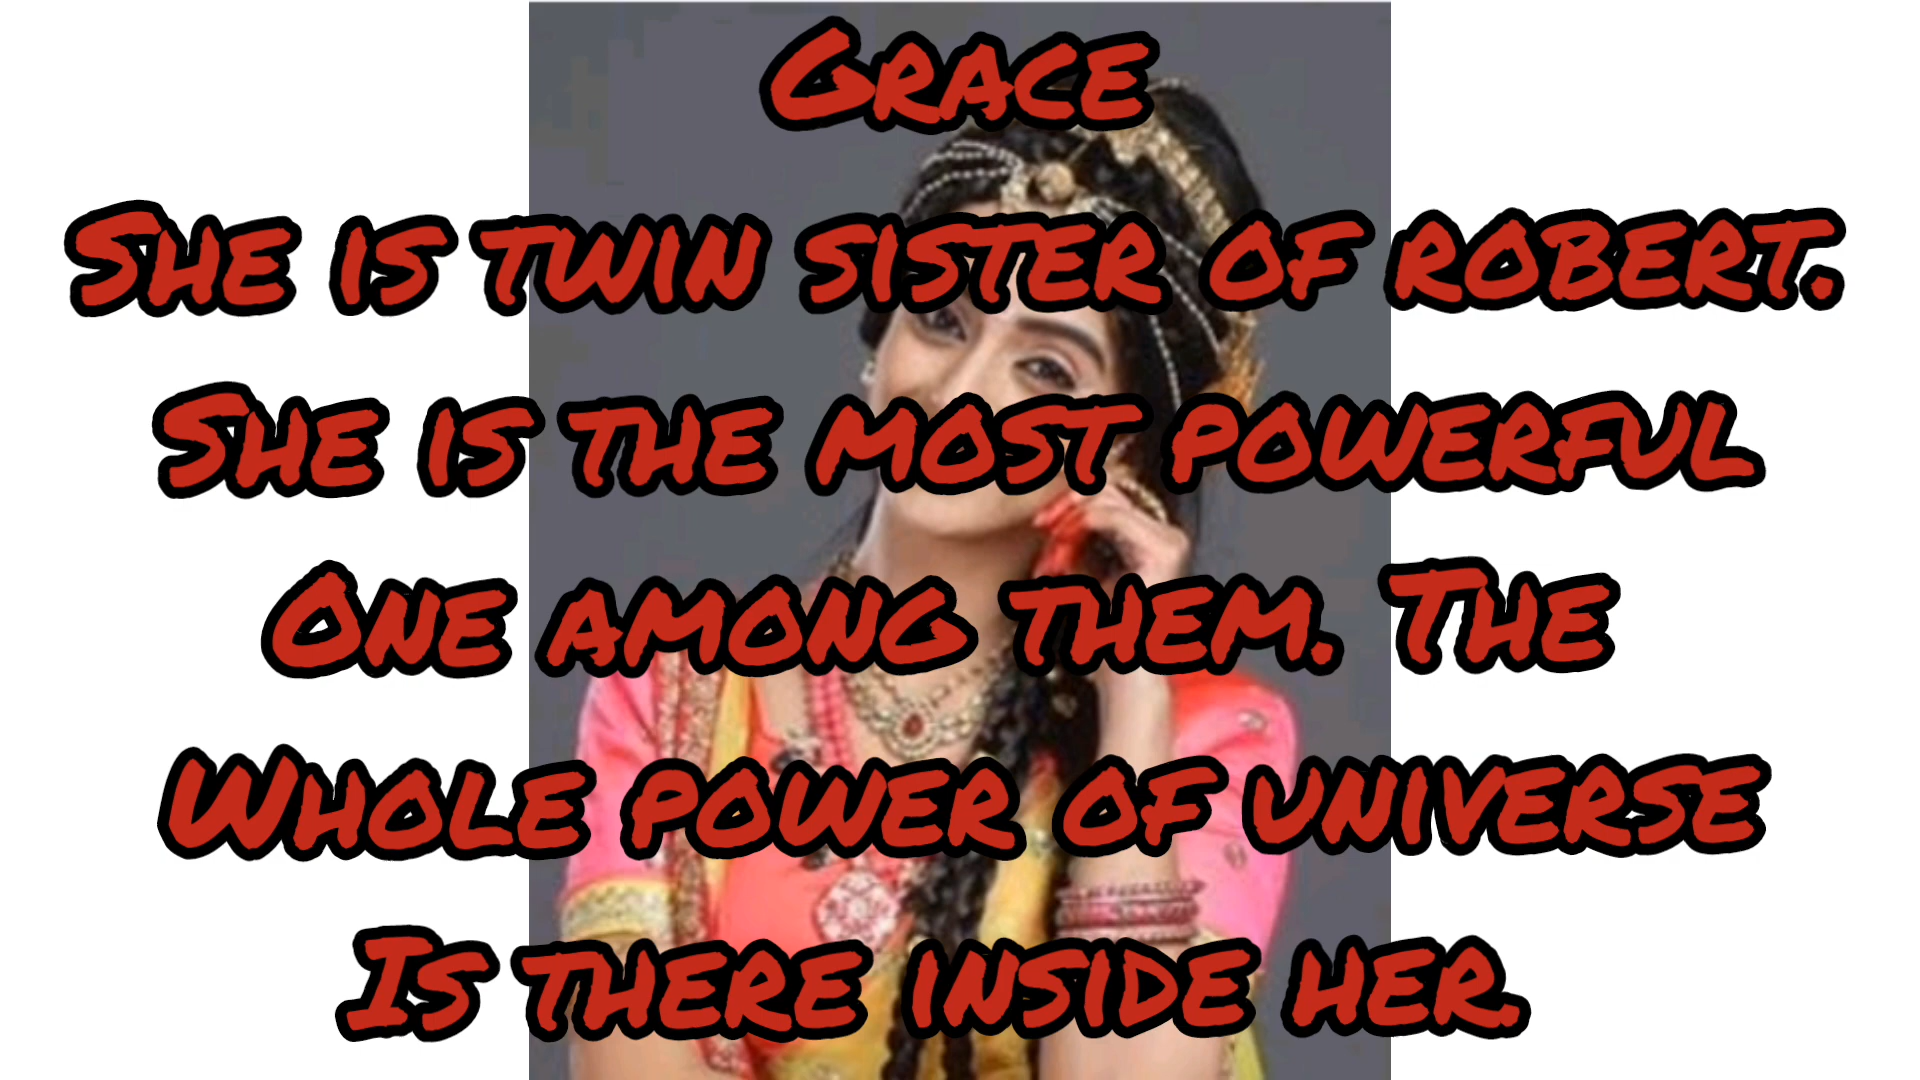 Grace
She is twin sister of robert.
She is the most powerful
One among them. The
Whole power of universe
Is there inside her.